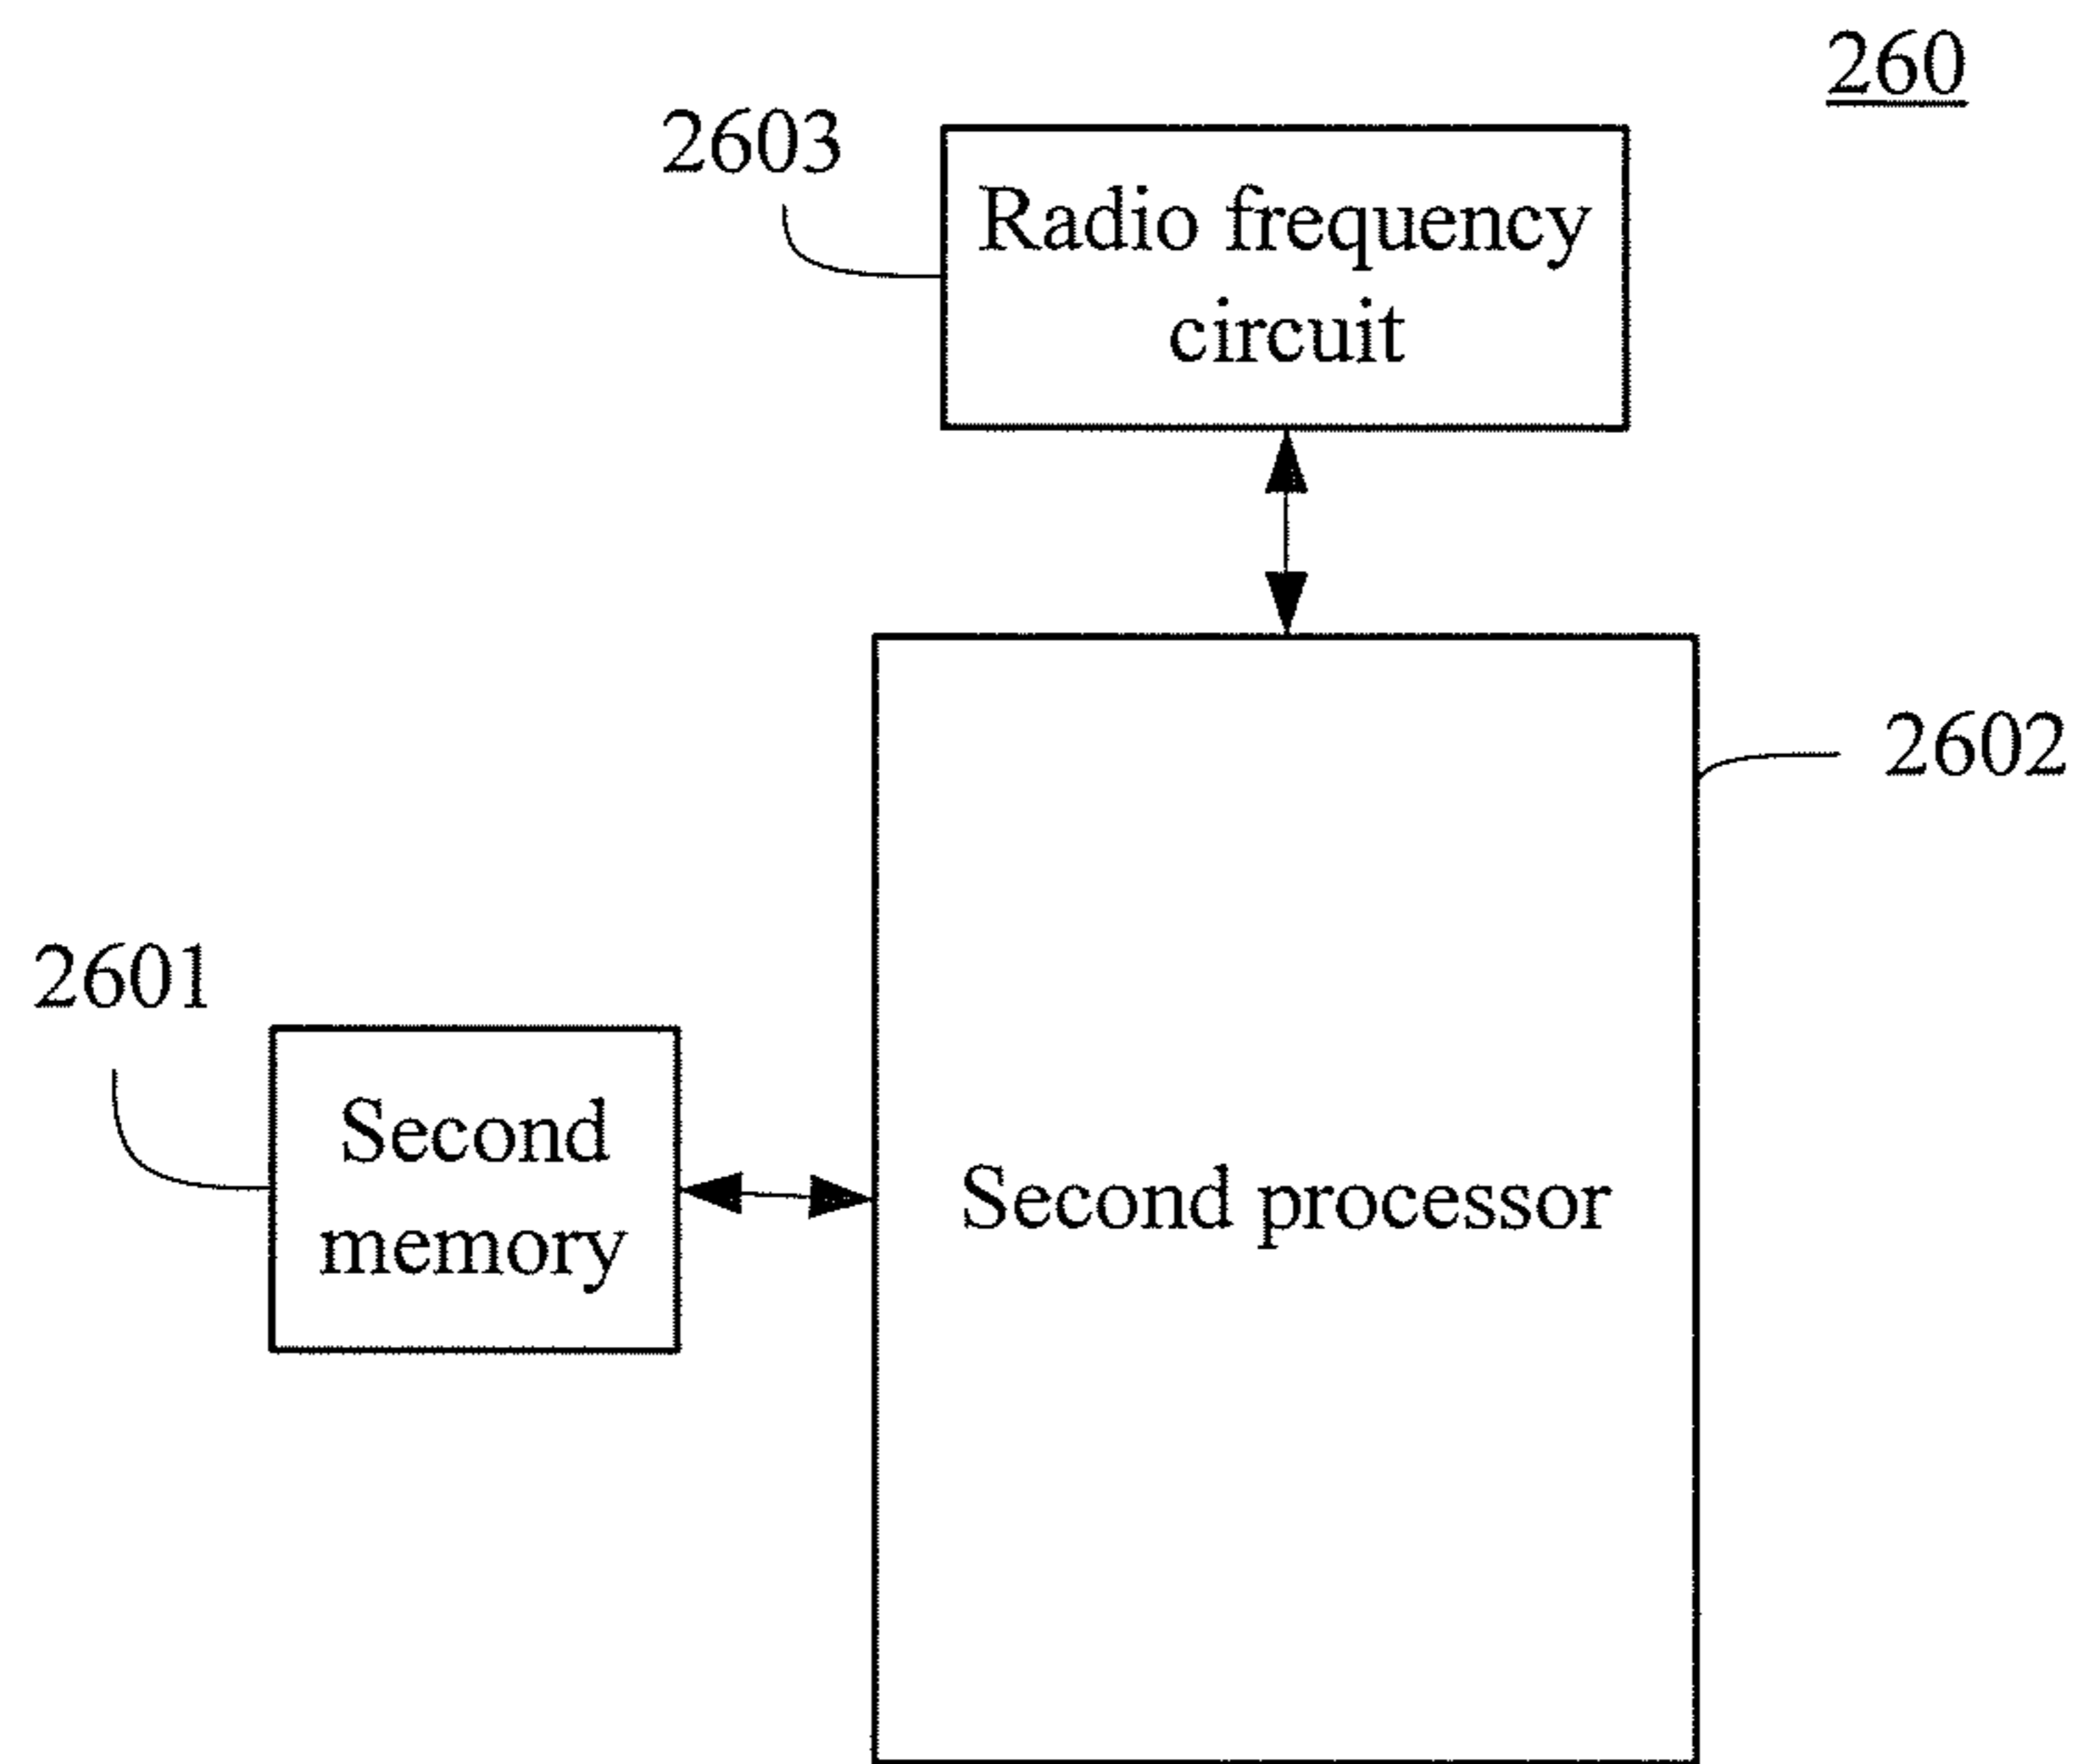 260
2603
Radio frequency
circuit
2602
2601
Second
memory
Second processor